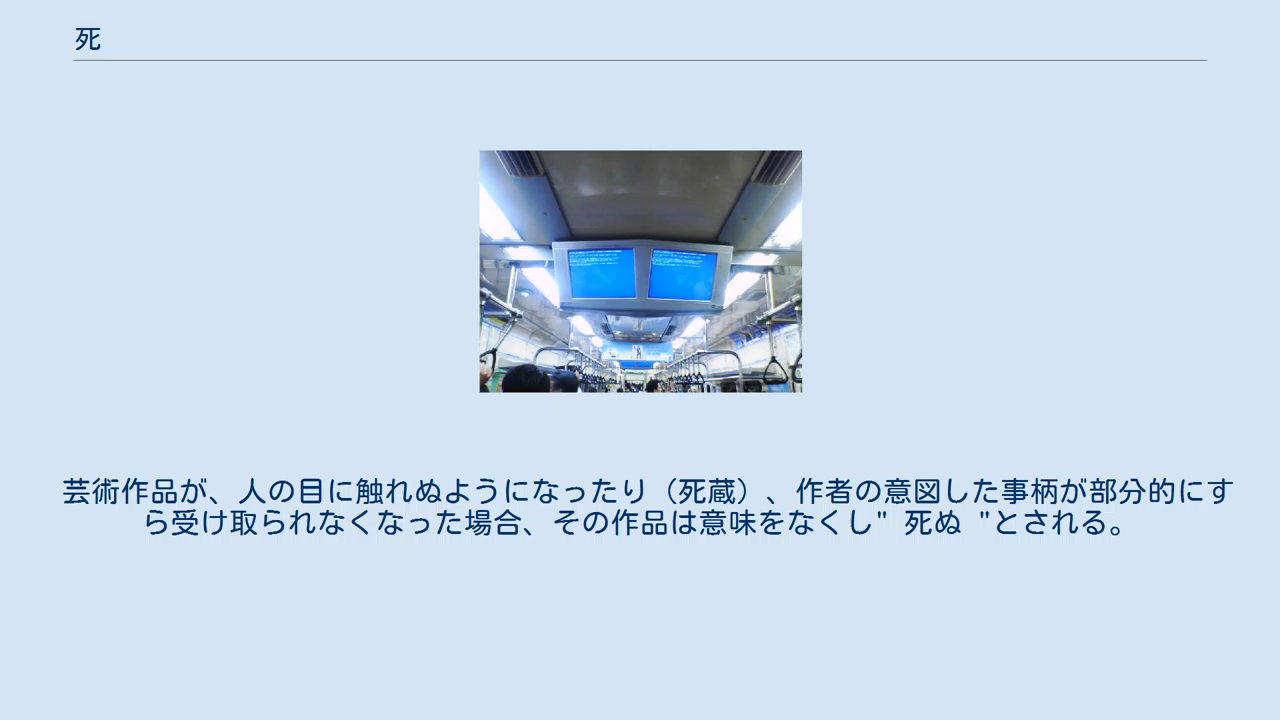 死
芸術作品が、人の目に触れぬようになったり（死蔵）、作者の意図した事柄が部分的にす
ら受け取られなくなった場合、その作品は意味をなくし" 死ぬ "とされる。